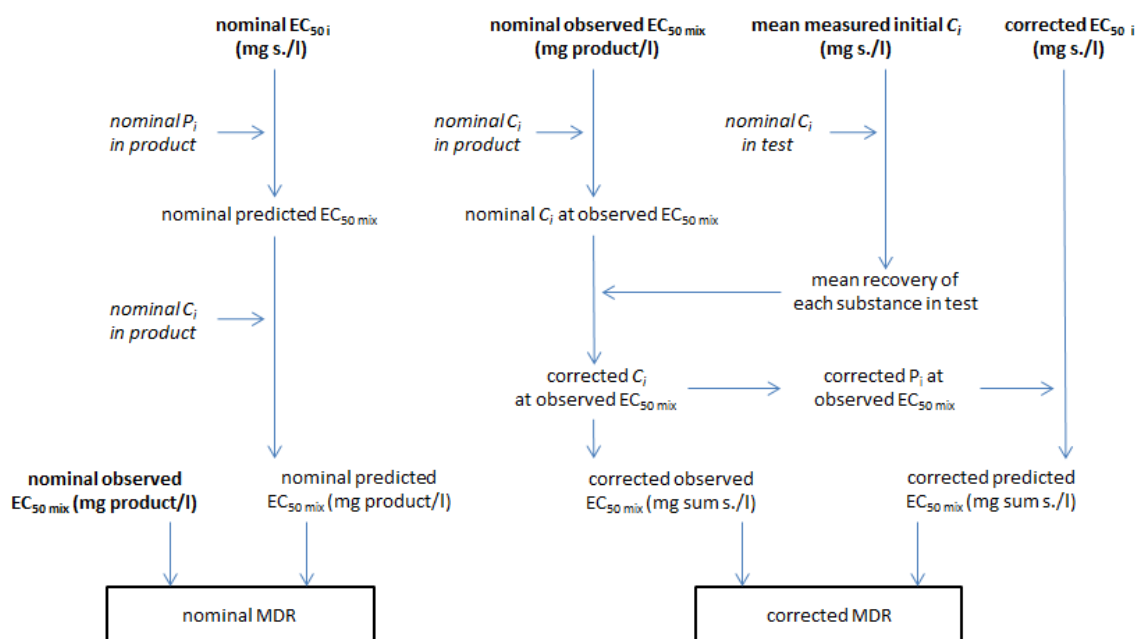 nominal EC50 i
(mg s./l)
nominal observed EC50 mix
(mg product/l)
mean measured initial Ci
(mg s./l)
corrected EC50 i
(mg s./l)
nominal Pi
in product
nominal Ci
in product
nominal Ci
in test
nominal predicted EC50 mix
nominal Ci at observed EC50 mix
mean recovery of
each substance in test
nominal Ci
in product
corrected Ci
at observed EC50 mix
corrected Pi at
observed EC50 mix
nominal observed
EC50 mix (mg product/l)
nominal predicted
EC50 mix (mg product/l)
corrected observed
EC50 mix (mg sum s./l)
corrected predicted
EC50 mix (mg sum s./l)
nominal MDR
corrected MDR